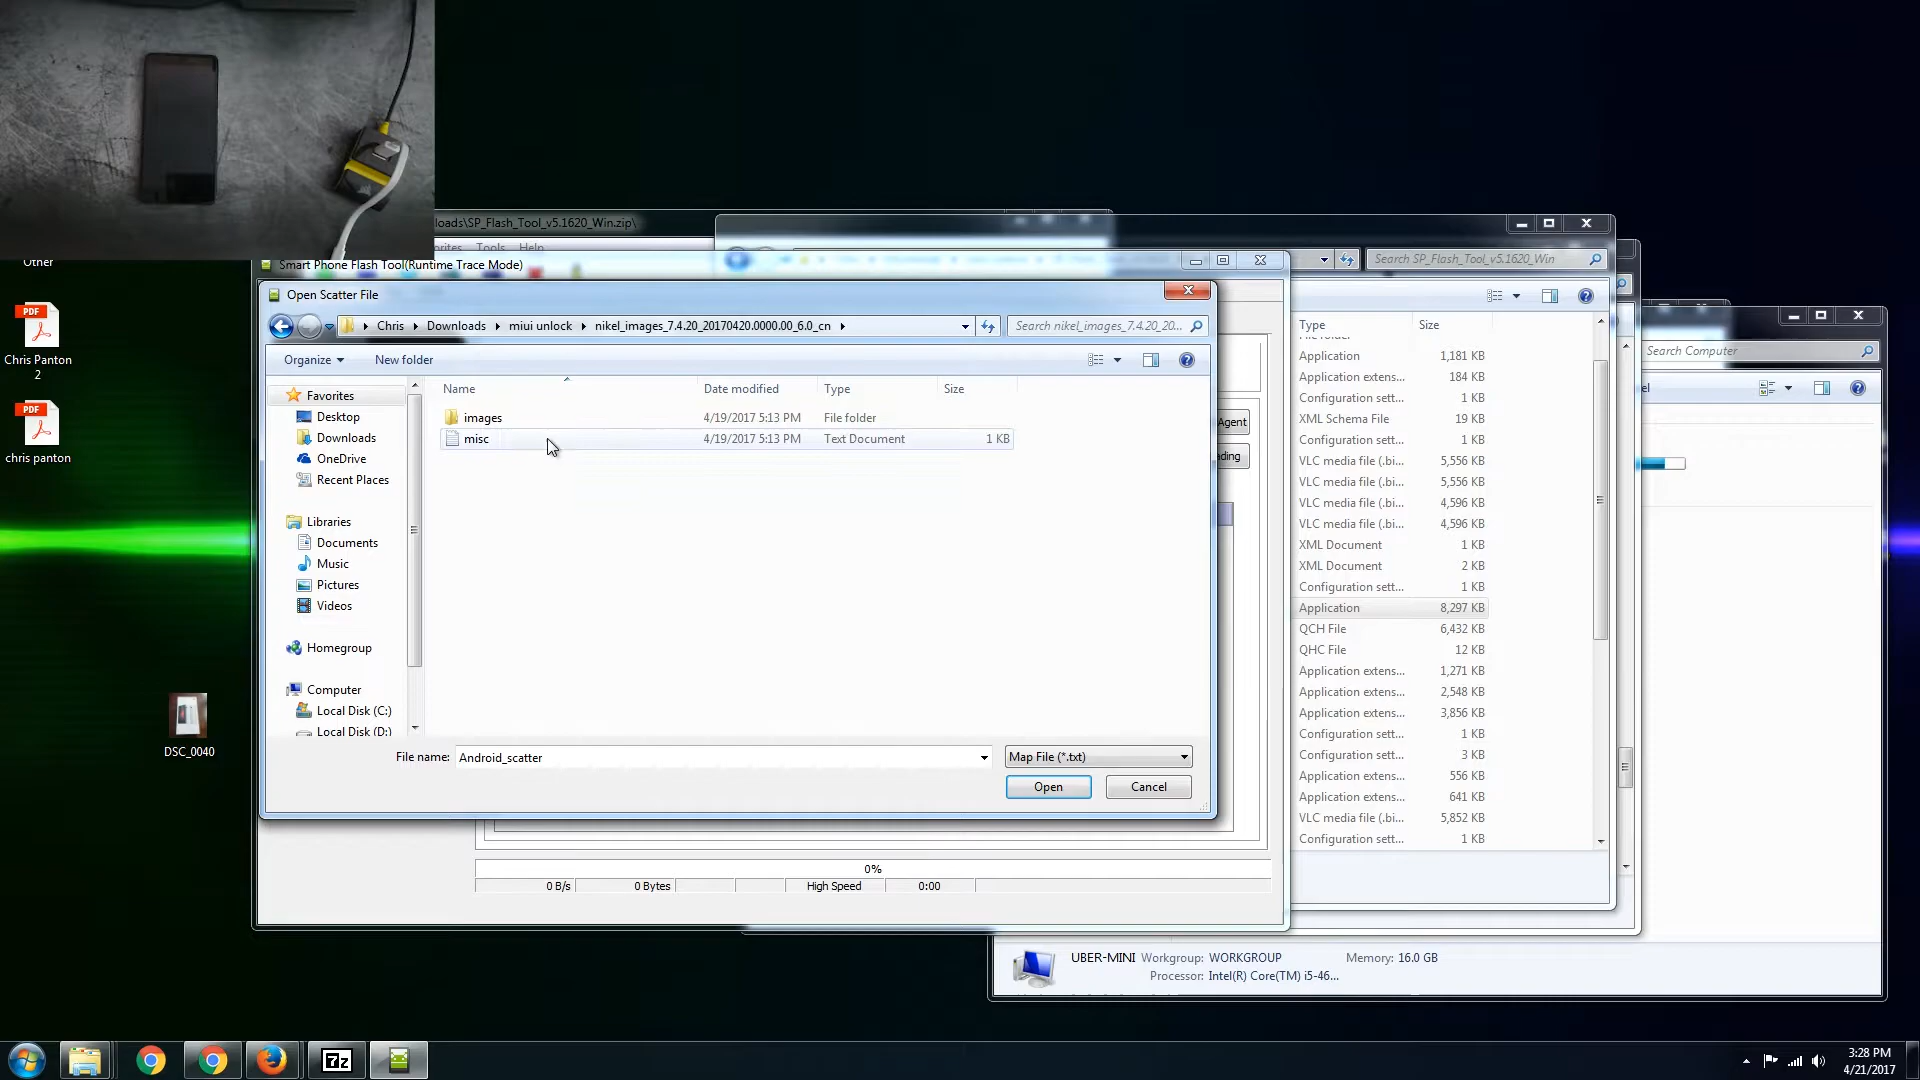 loads\SP_Flash_Tool_v5.1620_Win.zip\
Tools Help
Other
Search SP_Flash_Tool_v5.1620_Win
Smart Phone Flash Tool(Runtime Trace Mode)
Open Scatter File
Chris Downloads miui unlock nikel_images_7.4.20_20170420.0000.00_6.0_cn
Search nikel_images_7.4.20_20...
Organize New folder
Name Date modified Type Size
images 4/19/2017 5:13 PM File folder
misc 4/19/2017 5:13 PM Text Document 1 KB
Favorites
Desktop
Downloads
OneDrive
Recent Places
Libraries
Documents
Music
Pictures
Videos
Homegroup
Computer
Local Disk (C:)
Local Disk (D:)
File name: Android_scatter Map File (*.txt)
Open Cancel
Agent
ding
0%
0 B/s 0 Bytes High Speed 0:00
PDF
Chris Panton
2
PDF
chris panton
DSC_0040
Type Size
Application 1,181 KB
Application extens... 184 KB
Configuration sett... 1 KB
XML Schema File 19 KB
Configuration sett... 1 KB
VLC media file (.bi... 5,556 KB
VLC media file (.bi... 5,556 KB
VLC media file (.bi... 4,596 KB
VLC media file (.bi... 4,596 KB
XML Document 1 KB
XML Document 2 KB
Configuration sett... 1 KB
Application 8,297 KB
QCH File 6,432 KB
QHC File 12 KB
Application extens... 1,271 KB
Application extens... 2,548 KB
Application extens... 3,856 KB
Configuration sett... 1 KB
Configuration sett... 3 KB
Application extens... 556 KB
Application extens... 641 KB
VLC media file (.bi... 5,852 KB
Configuration sett... 1 KB
Search Computer
UBER-MINI Workgroup: WORKGROUP Memory: 16.0 GB
Processor: Intel(R) Core(TM) i5-46...
7z
3:28 PM
4/21/2017